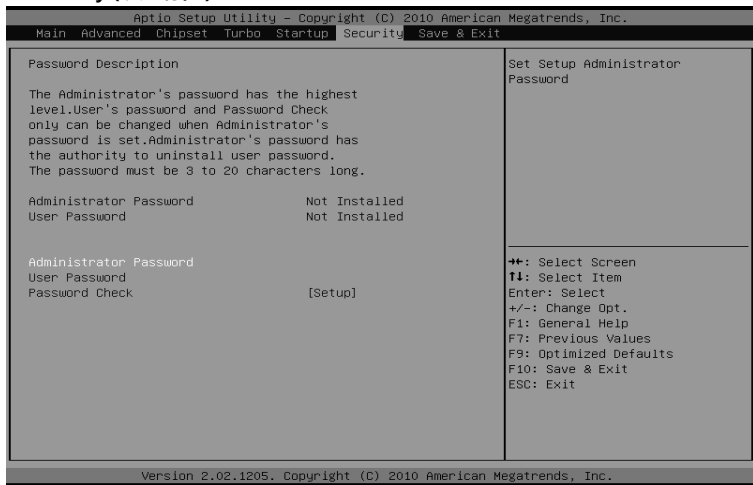 Aptio Setup Utility – Copyright (C) 2010 American Megatrends, Inc.
Main Advanced Chipset Turbo Startup Security Save & Exit
Password Description
The Administrator's password has the highest
level.User's password and Password Check
only can be changed when Administrator's
password is set.Administrator's password has
the authority to uninstall user password.
The password must be 3 to 20 characters long.
Administrator Password Not Installed
User Password Not Installed
Administrator Password
User Password
Password Check [Setup]
Set Setup Administrator
Password
→←: Select Screen
↑↓: Select Item
Enter: Select
+/-: Change Opt.
F1: General Help
F7: Previous Values
F9: Optimized Defaults
F10: Save & Exit
ESC: Exit
Version 2.02.1205. Copyright (C) 2010 American Megatrends, Inc.